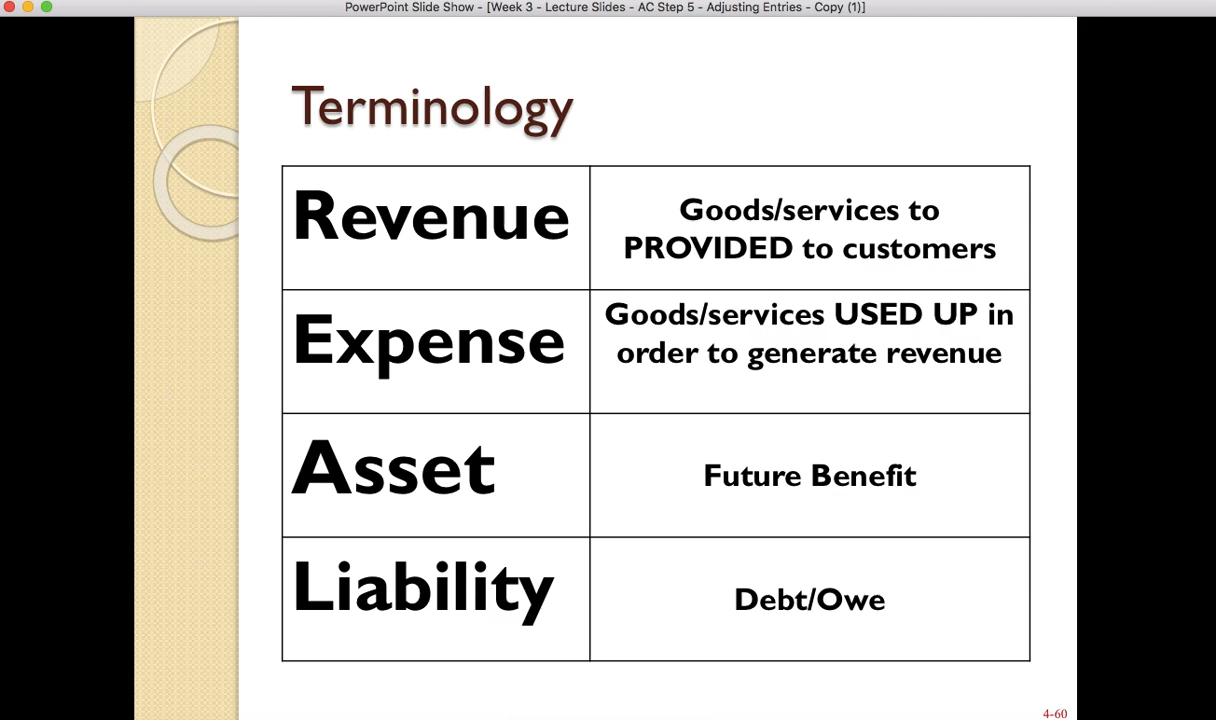 PowerPoint Slide Show - [Week 3 - Lecture Slides - AC Step 5 - Adjusting Entries - Copy (1)]
Terminology
Revenue
Goods/services to
PROVIDED to customers
Expense
Goods/services USED UP in
order to generate revenue
Asset
Future Benefit
Liability
Debt/Owe
4-60